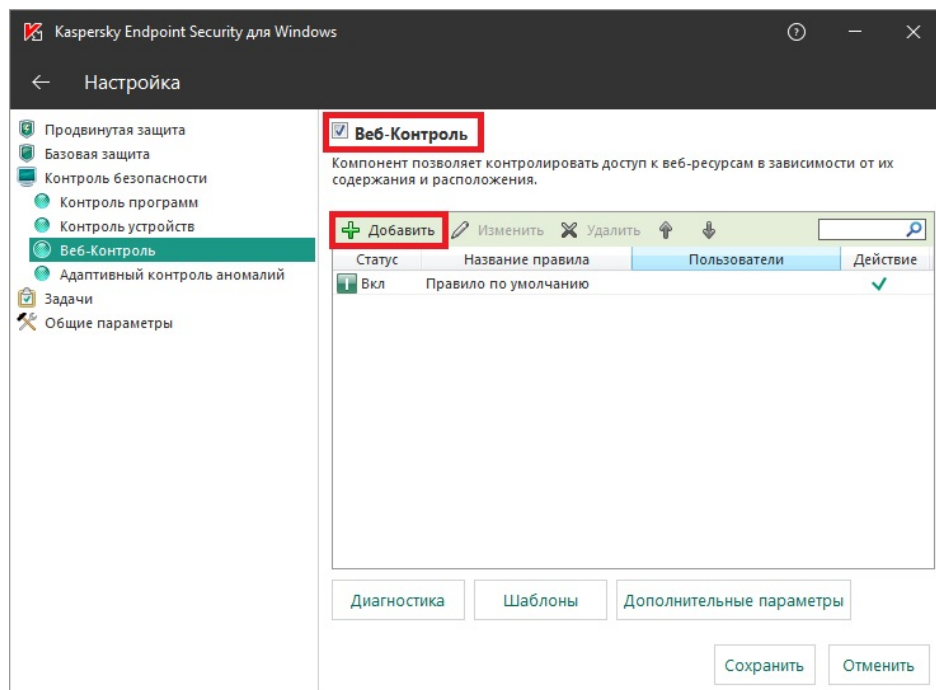 Kaspersky Endpoint Security для Windows
Настройка
Продвинутая защита
Базовая защита
Контроль безопасности
Контроль программ
Контроль устройств
Веб-Контроль
Адаптивный контроль аномалий
Задачи
Общие параметры
Веб-Контроль
Компонент позволяет контролировать доступ к веб-ресурсам в зависимости от их
содержания и расположения.
Добавить Изменить Удалить
Статус Название правила Пользователи Действие
Вкл Правило по умолчанию
Диагностика Шаблоны Дополнительные параметры
Сохранить Отменить